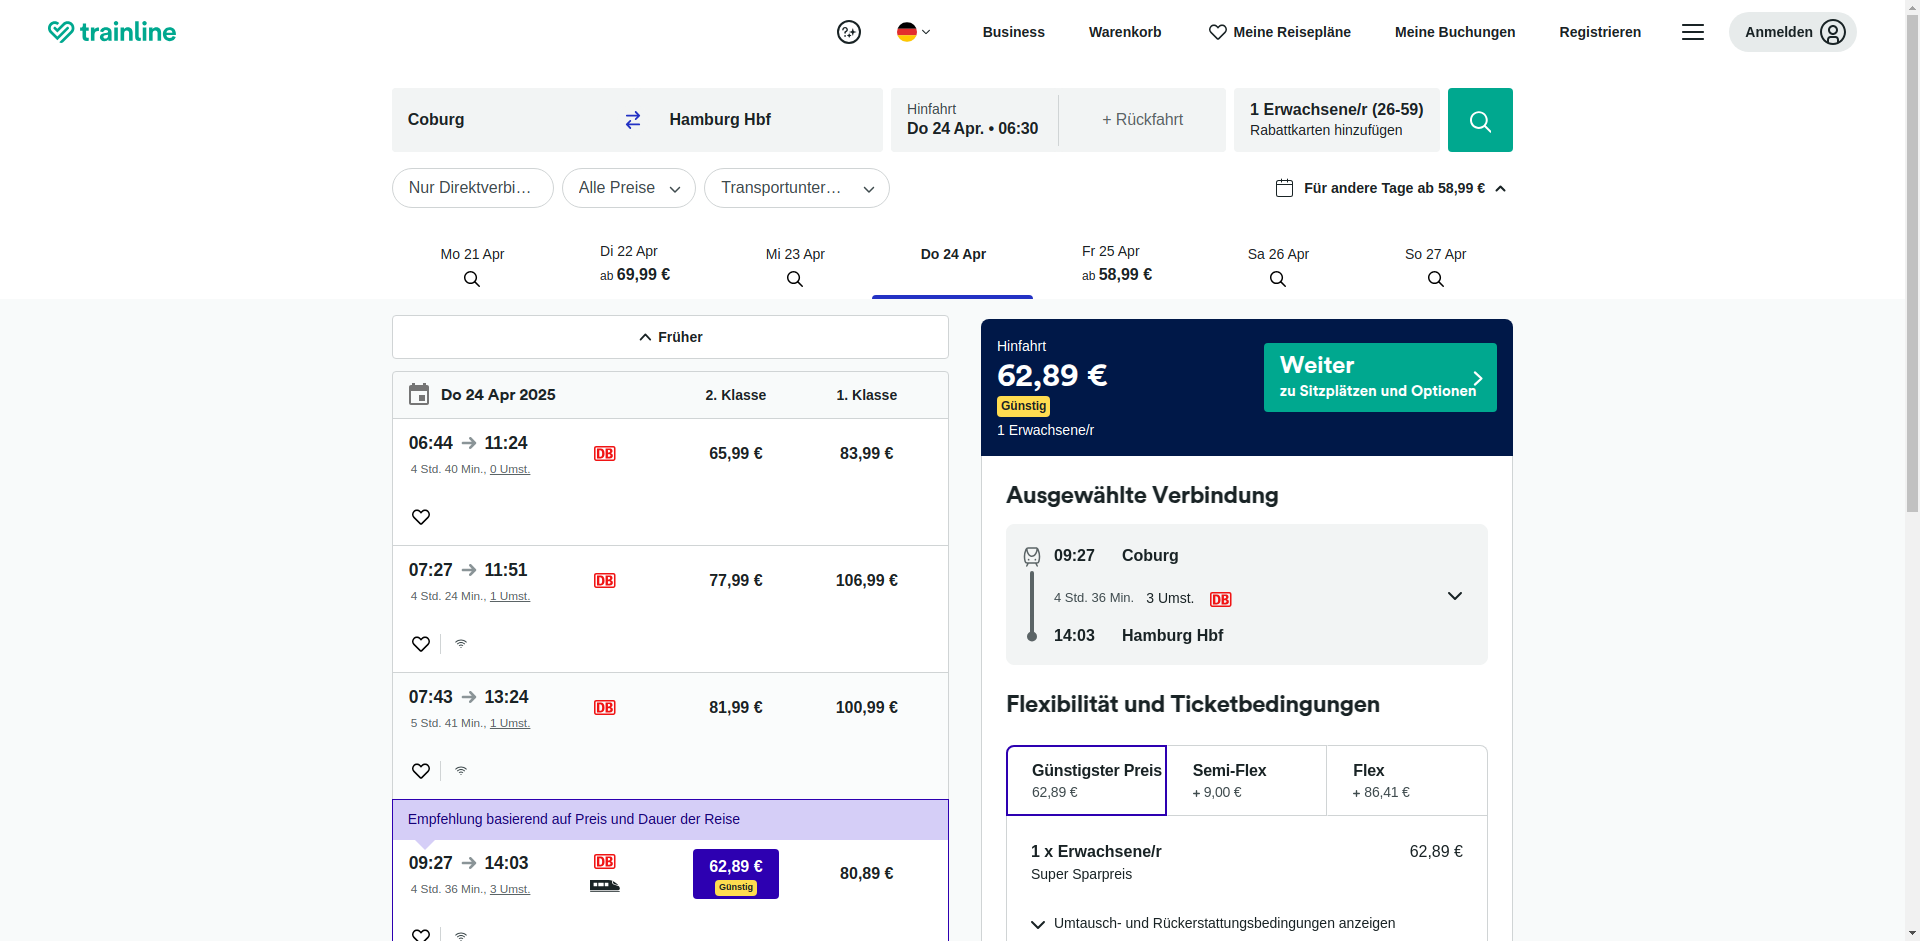 trainline
Business
Warenkorb
Meine Reisepläne
Meine Buchungen
Registrieren
Anmelden
Coburg
Hamburg Hbf
Hinfahrt
Do 24 Apr. • 06:30
+ Rückfahrt
1 Erwachsene/r (26-59)
Rabattkarten hinzufügen
Nur Direktverbi…
Alle Preise
Transportunter…
Für andere Tage ab 58,99 €
Mo 21 Apr
Di 22 Apr
ab 69,99 €
Mi 23 Apr
Do 24 Apr
Fr 25 Apr
ab 58,99 €
Sa 26 Apr
So 27 Apr
Früher
Do 24 Apr 2025
2. Klasse
1. Klasse
06:44 → 11:24
DB
65,99 €
83,99 €
4 Std. 40 Min., 0 Umst.
07:27 → 11:51
DB
77,99 €
106,99 €
4 Std. 24 Min., 1 Umst.
07:43 → 13:24
DB
81,99 €
100,99 €
5 Std. 41 Min., 1 Umst.
Empfehlung basierend auf Preis und Dauer der Reise
09:27 → 14:03
DB
62,89 €
Günstig
80,89 €
4 Std. 36 Min., 3 Umst.
Hinfahrt
62,89 €
Günstig
1 Erwachsene/r
Weiter
zu Sitzplätzen und Optionen
Ausgewählte Verbindung
09:27 Coburg
4 Std. 36 Min. 3 Umst. DB
14:03 Hamburg Hbf
Flexibilität und Ticketbedingungen
Günstigster Preis
62,89 €
Semi-Flex
+ 9,00 €
Flex
+ 86,41 €
1 x Erwachsene/r
62,89 €
Super Sparpreis
Umtausch- und Rückerstattungsbedingungen anzeigen